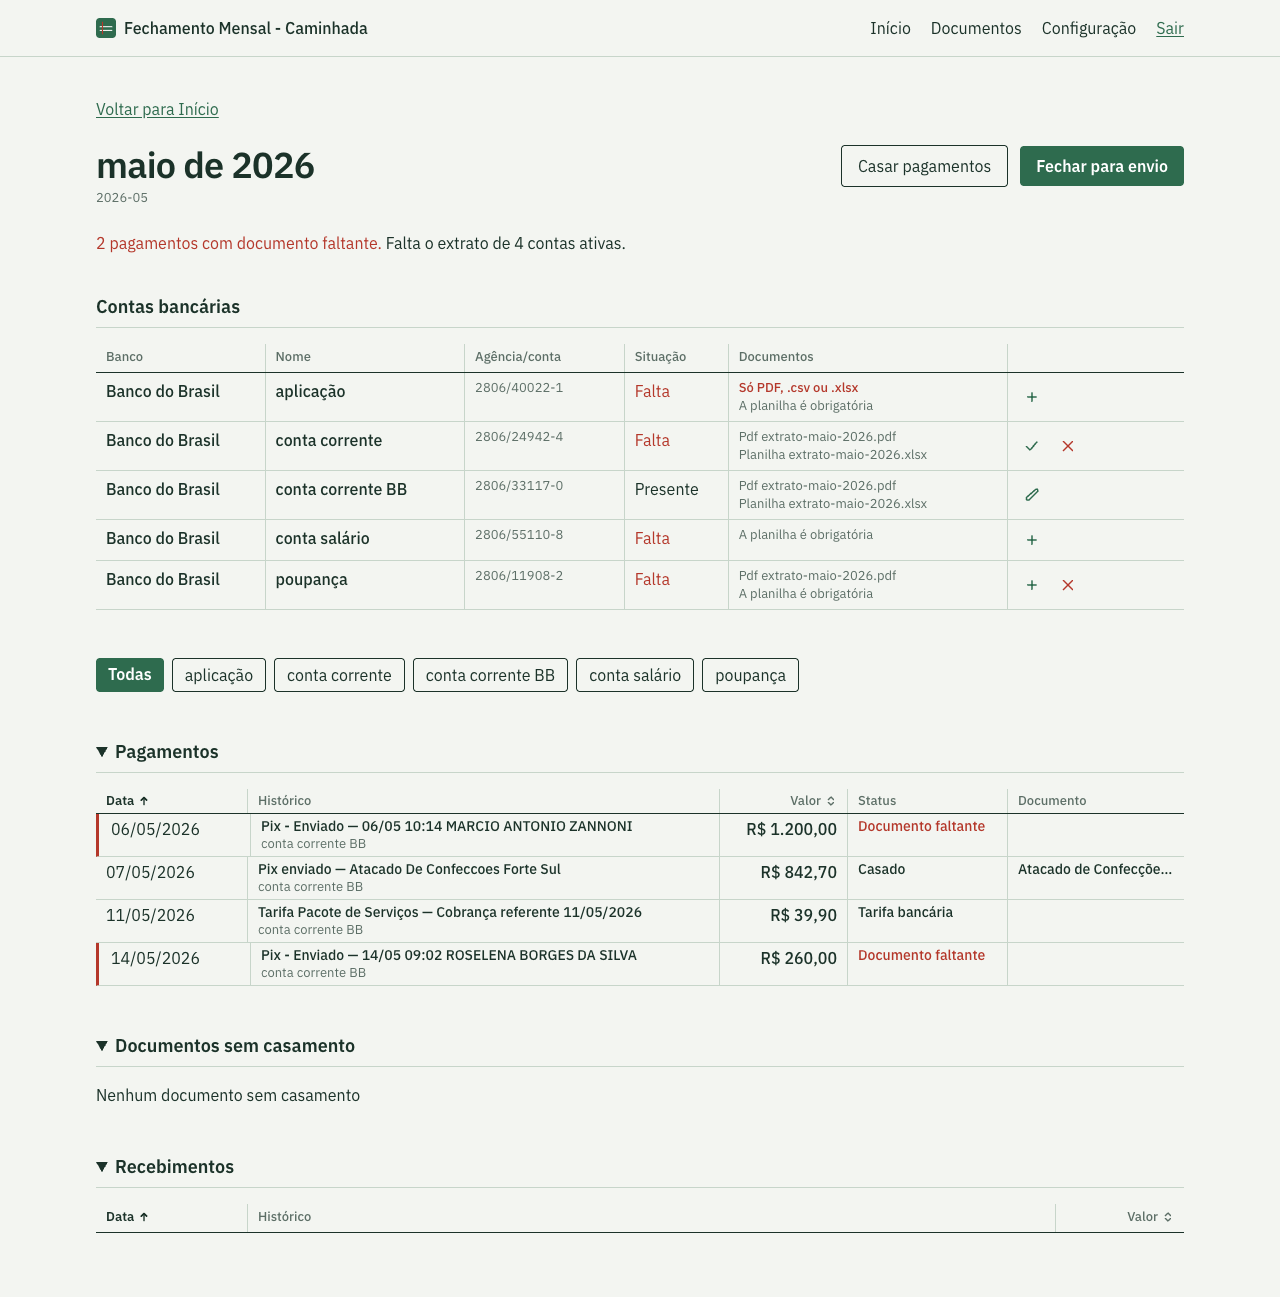 Fechamento Mensal - Caminhada
Início Documentos Configuração Sair
Voltar para Início
maio de 2026
2026-05
Casar pagamentos
Fechar para envio
2 pagamentos com documento faltante. Falta o extrato de 4 contas ativas.
Contas bancárias
Banco Nome Agência/conta Situação Documentos
Banco do Brasil aplicação 2806/40022-1 Falta Só PDF, .csv ou .xlsx
A planilha é obrigatória
Banco do Brasil conta corrente 2806/24942-4 Falta Pdf extrato-maio-2026.pdf
Planilha extrato-maio-2026.xlsx
Banco do Brasil conta corrente BB 2806/33117-0 Presente Pdf extrato-maio-2026.pdf
Planilha extrato-maio-2026.xlsx
Banco do Brasil conta salário 2806/55110-8 Falta A planilha é obrigatória
Banco do Brasil poupança 2806/11908-2 Falta Pdf extrato-maio-2026.pdf
A planilha é obrigatória
Todas aplicação conta corrente conta corrente BB conta salário poupança
Pagamentos
Data Histórico Valor Status Documento
06/05/2026 Pix - Enviado — 06/05 10:14 MARCIO ANTONIO ZANNONI R$ 1.200,00 Documento faltante
conta corrente BB
07/05/2026 Pix enviado — Atacado De Confeccoes Forte Sul R$ 842,70 Casado Atacado de Confecçõe...
conta corrente BB
11/05/2026 Tarifa Pacote de Serviços — Cobrança referente 11/05/2026 R$ 39,90 Tarifa bancária
conta corrente BB
14/05/2026 Pix - Enviado — 14/05 09:02 ROSELENA BORGES DA SILVA R$ 260,00 Documento faltante
conta corrente BB
Documentos sem casamento
Nenhum documento sem casamento
Recebimentos
Data Histórico Valor